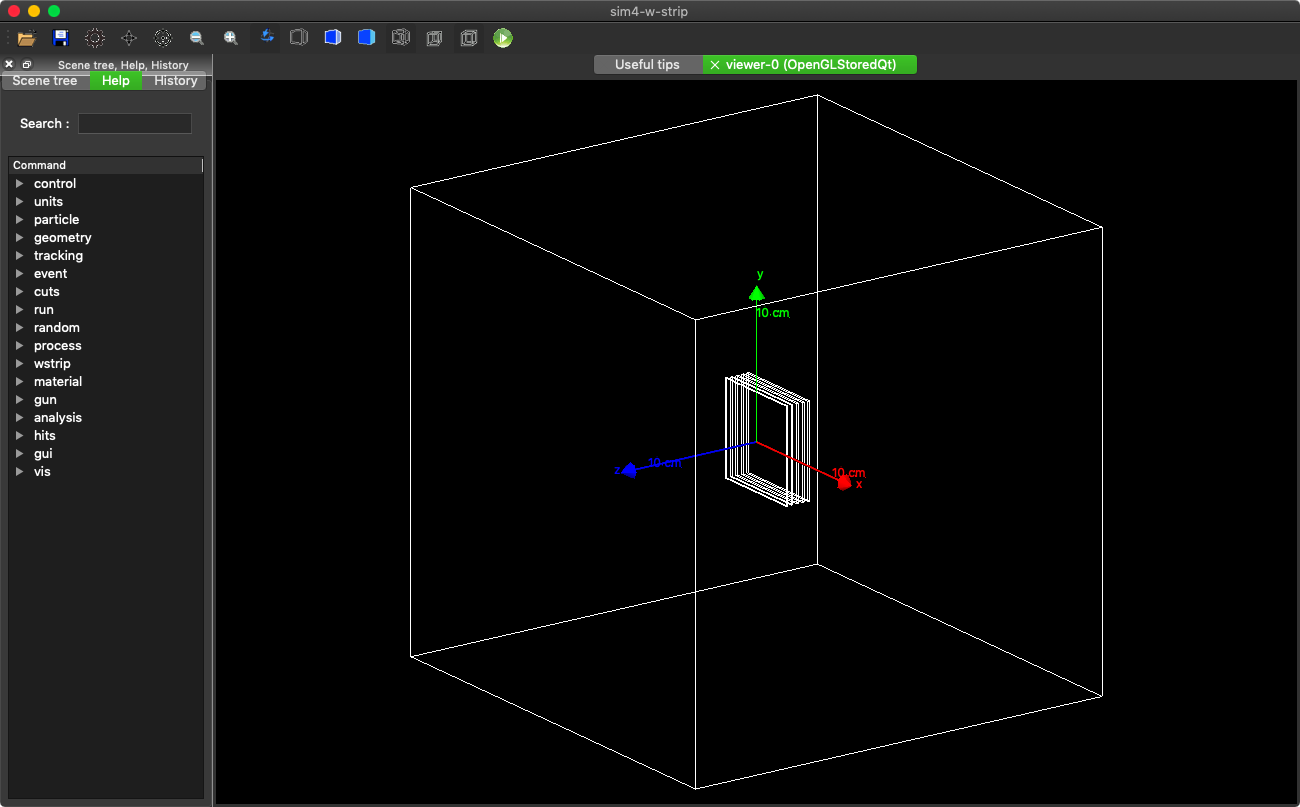 sim4-w-strip
Scene tree, Help, History
Scene tree Help History
Useful tips viewer-0 (OpenGLStoredQt)
Search :
Command
control
units
particle
geometry
tracking
event
cuts
run
random
process
wstrip
material
gun
analysis
hits
gui
vis
y
10 cm
z 10 cm
10 cm
x